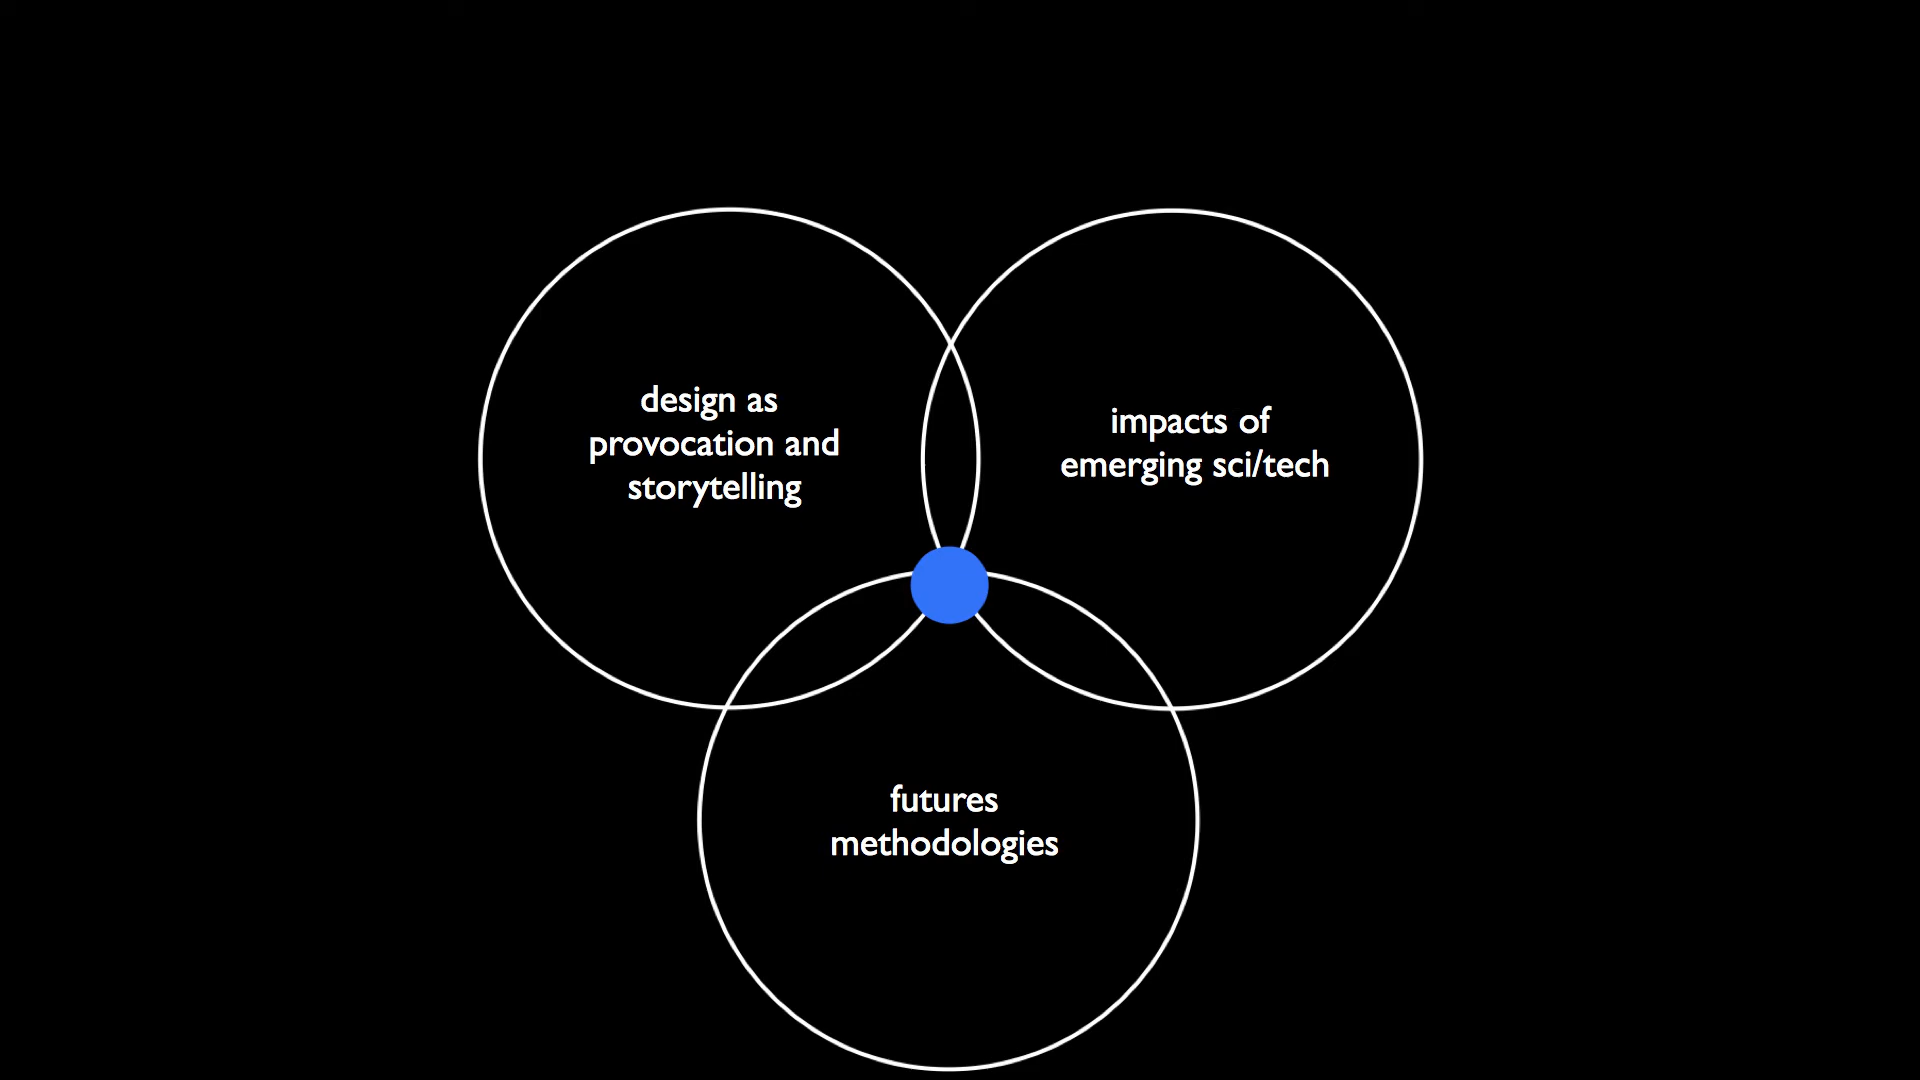 design as
provocation and
storytelling
impacts of
emerging sci/tech
futures
methodologies